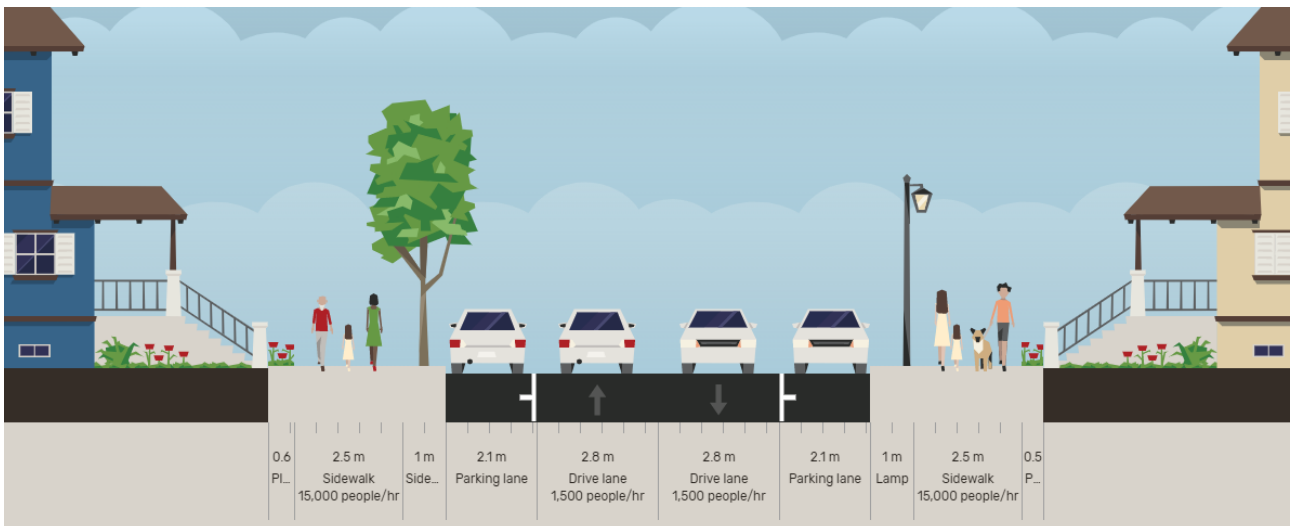 0.6
Pl...
2.5 m
Sidewalk
15,000 people/hr
1 m
Side...
2.1 m
Parking lane
2.8 m
Drive lane
1,500 people/hr
2.8 m
Drive lane
1,500 people/hr
2.1 m
Parking lane
1 m
Lamp
2.5 m
Sidewalk
15,000 people/hr
0.5
P...